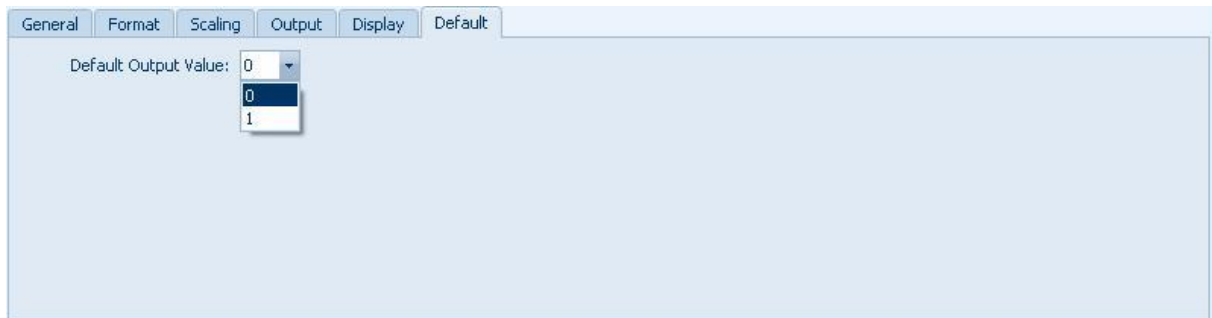 General Format Scaling Output Display Default
Default Output Value: 0
0
1